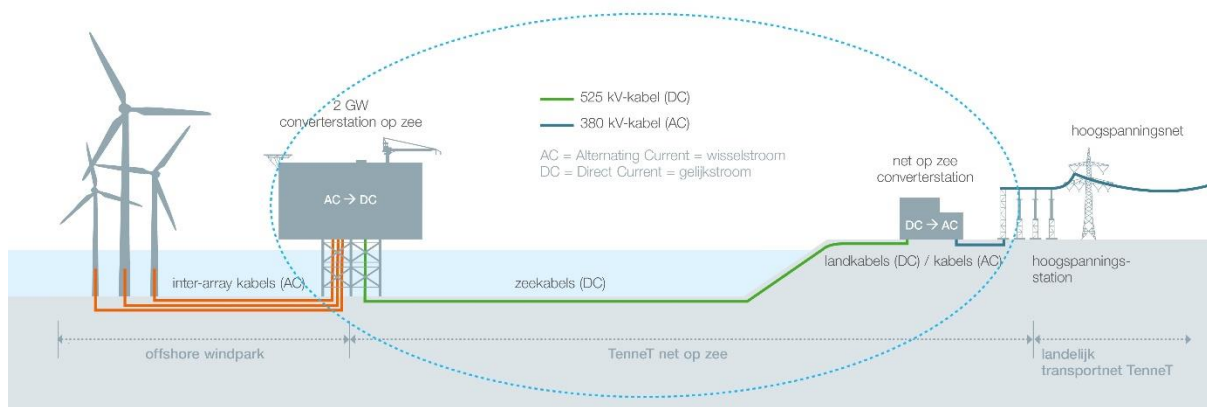 2 GW
converterstation op zee
AC → DC
525 kV-kabel (DC)
380 kV-kabel (AC)
AC = Alternating Current = wisselstroom
DC = Direct Current = gelijkstroom
hoogspanningsnet
net op zee
converterstation
DC → AC
inter-array kabels (AC)
zeekabels (DC)
landkabels (DC) / kabels (AC)
hoogspannings-
station
offshore windpark
TenneT net op zee
landelijk
transportnet TenneT